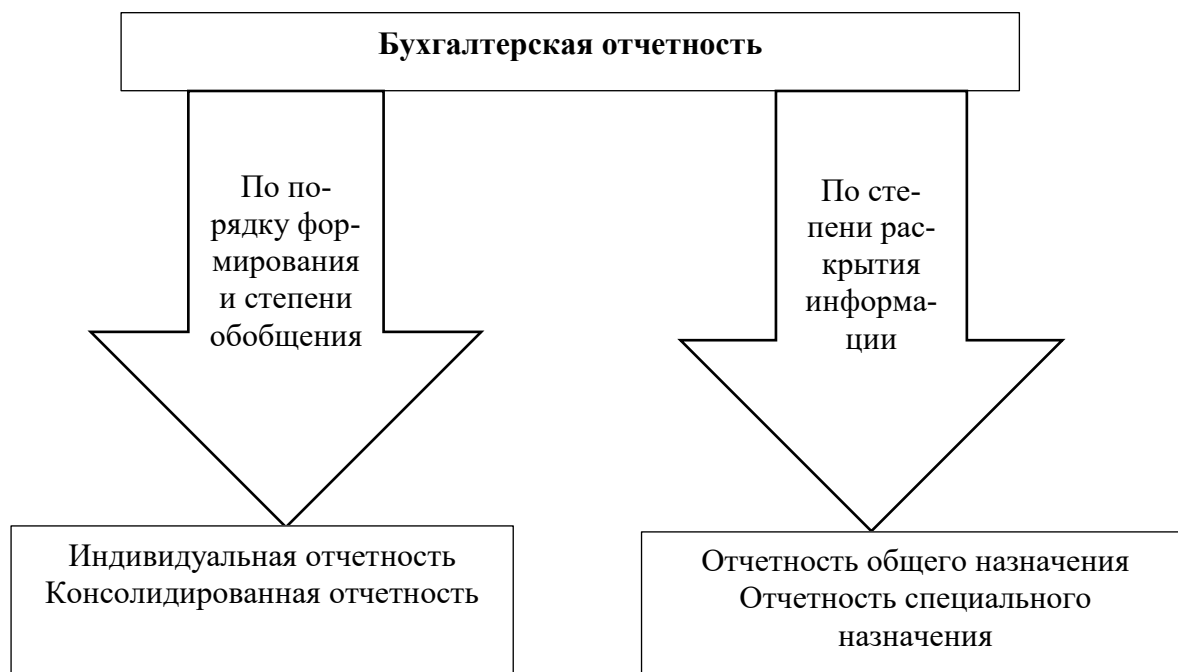 Бухгалтерская отчетность
По по-
рядку фор-
мирования
и степени
обобщения
По сте-
пени рас-
крытия
информа-
ции
Индивидуальная отчетность
Консолидированная отчетность
Отчетность общего назначения
Отчетность специального
назначения